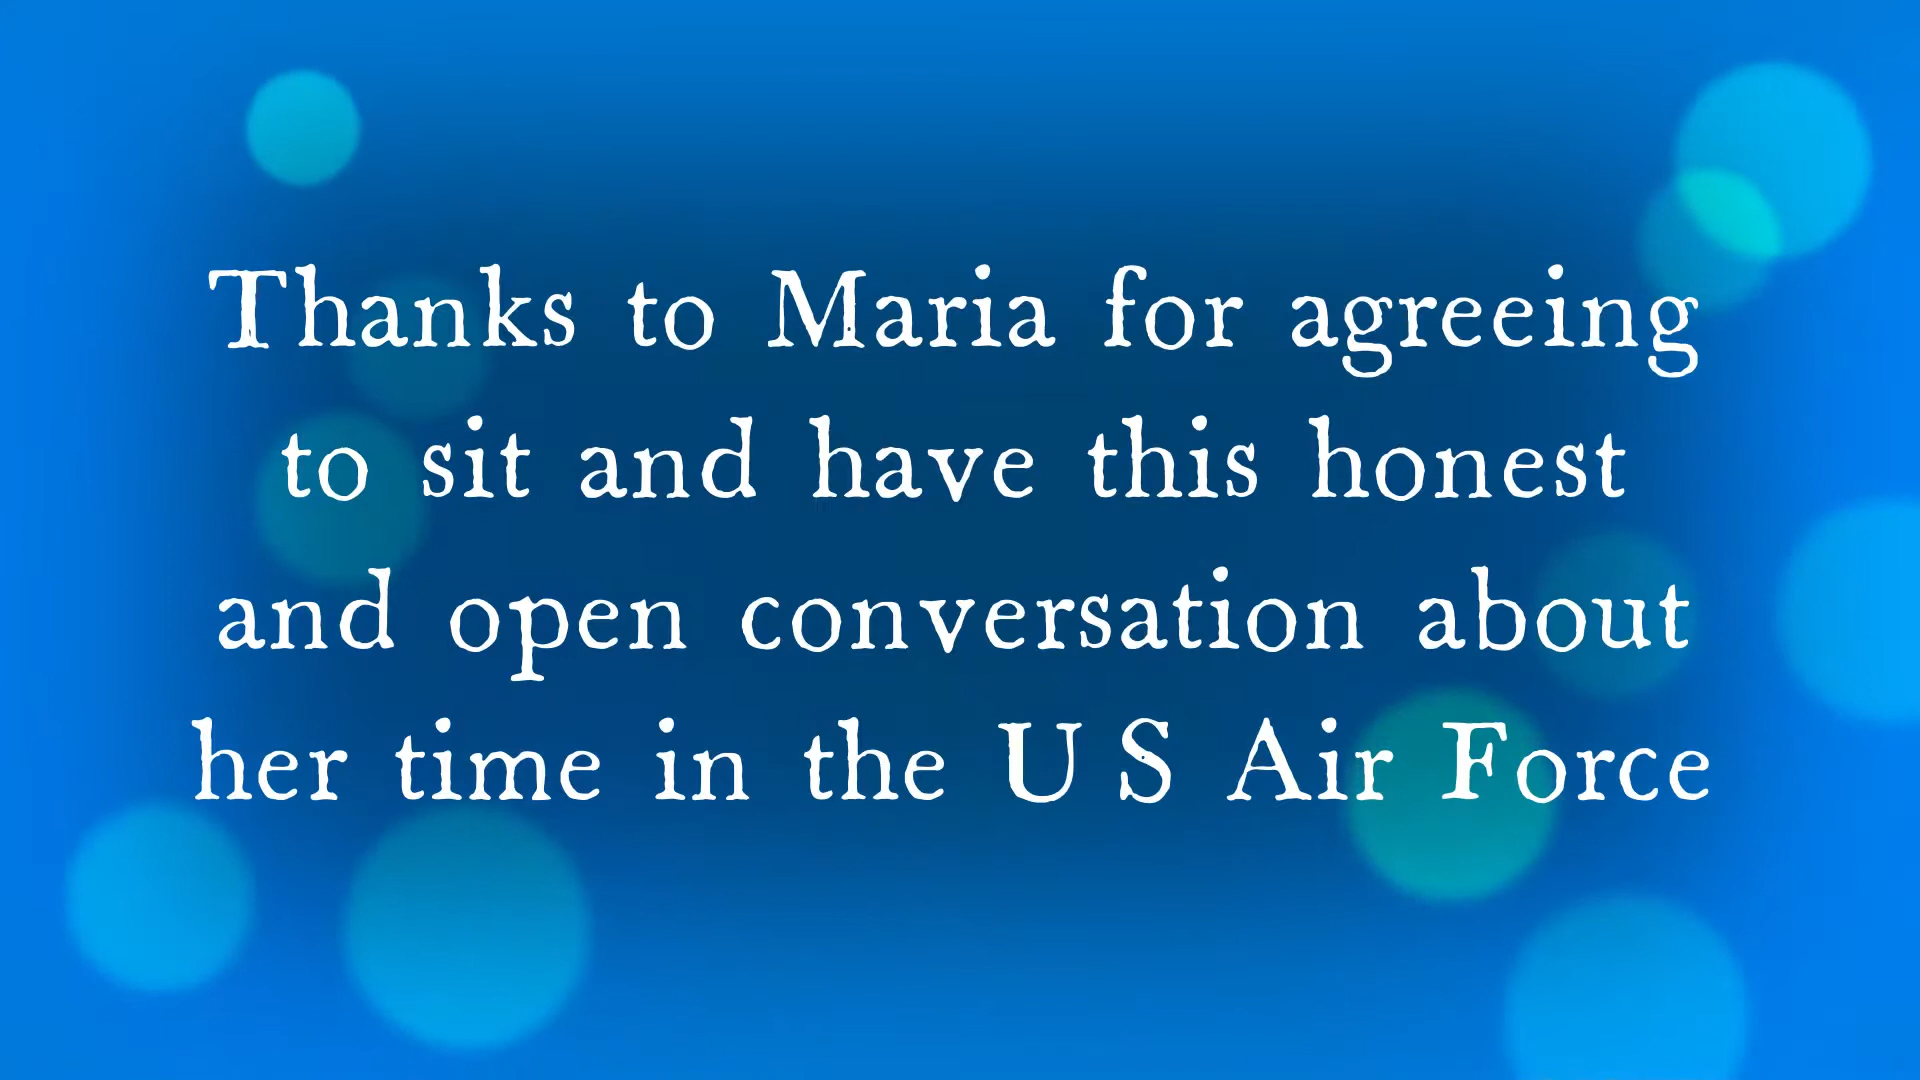 Thanks to Maria for agreeing
to sit and have this honest
and open conversation about
her time in the US Air Force